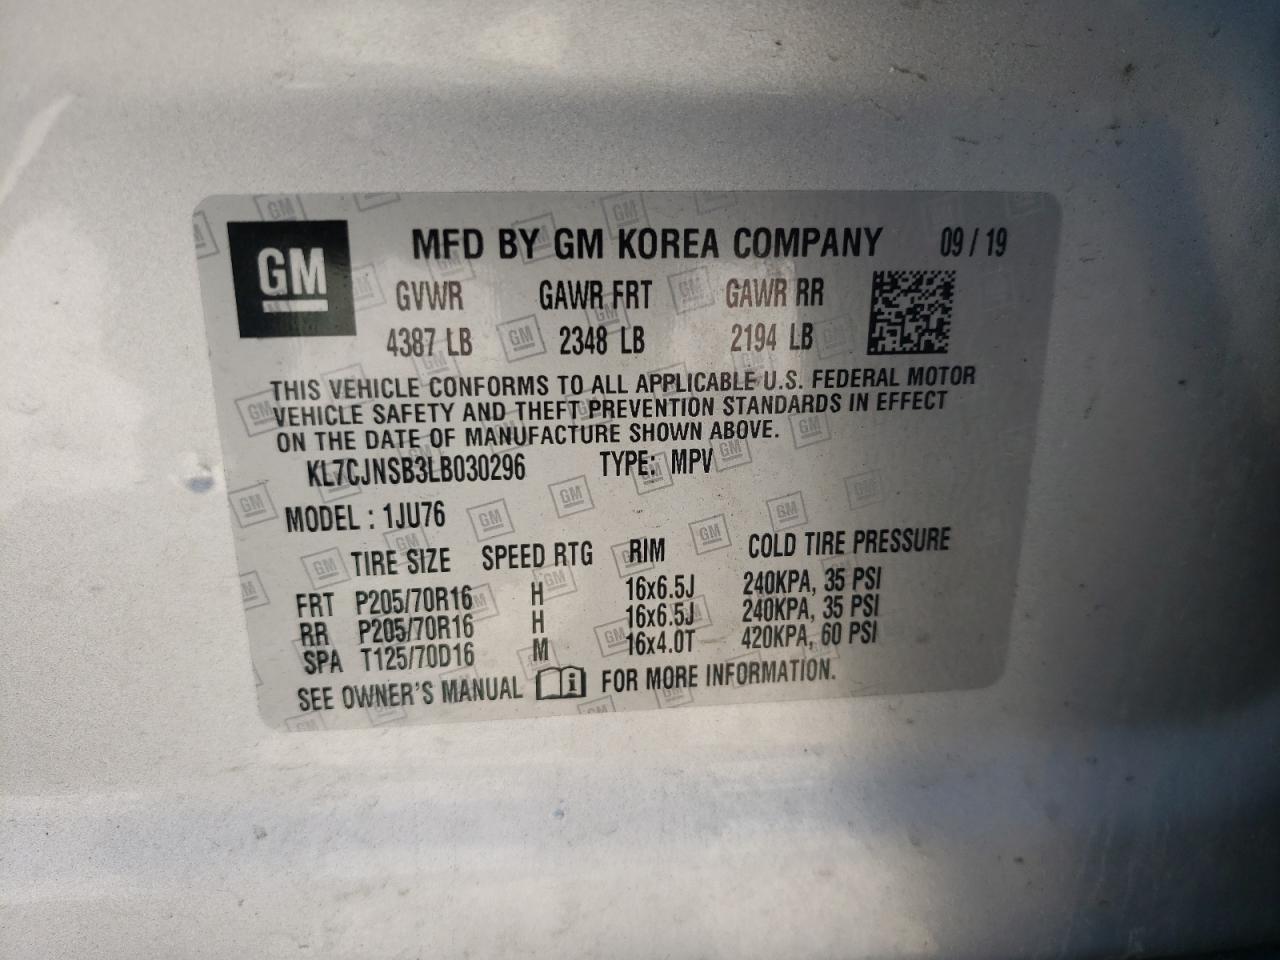 GM MFD BY GM KOREA COMPANY 09 / 19
GVWR GAWR FRT GAWR RR
4387 LB 2348 LB 2194 LB
THIS VEHICLE CONFORMS TO ALL APPLICABLE U.S. FEDERAL MOTOR
VEHICLE SAFETY AND THEFT PREVENTION STANDARDS IN EFFECT
ON THE DATE OF MANUFACTURE SHOWN ABOVE.
KL7CJNSB3LB030296 TYPE: MPV
MODEL : 1JU76
TIRE SIZE SPEED RTG RIM COLD TIRE PRESSURE
FRT P205/70R16 H 16x6.5J 240KPA, 35 PSI
RR P205/70R16 H 16x6.5J 240KPA, 35 PSI
SPA T125/70D16 M 16x4.0T 420KPA, 60 PSI
SEE OWNER'S MANUAL i FOR MORE INFORMATION.